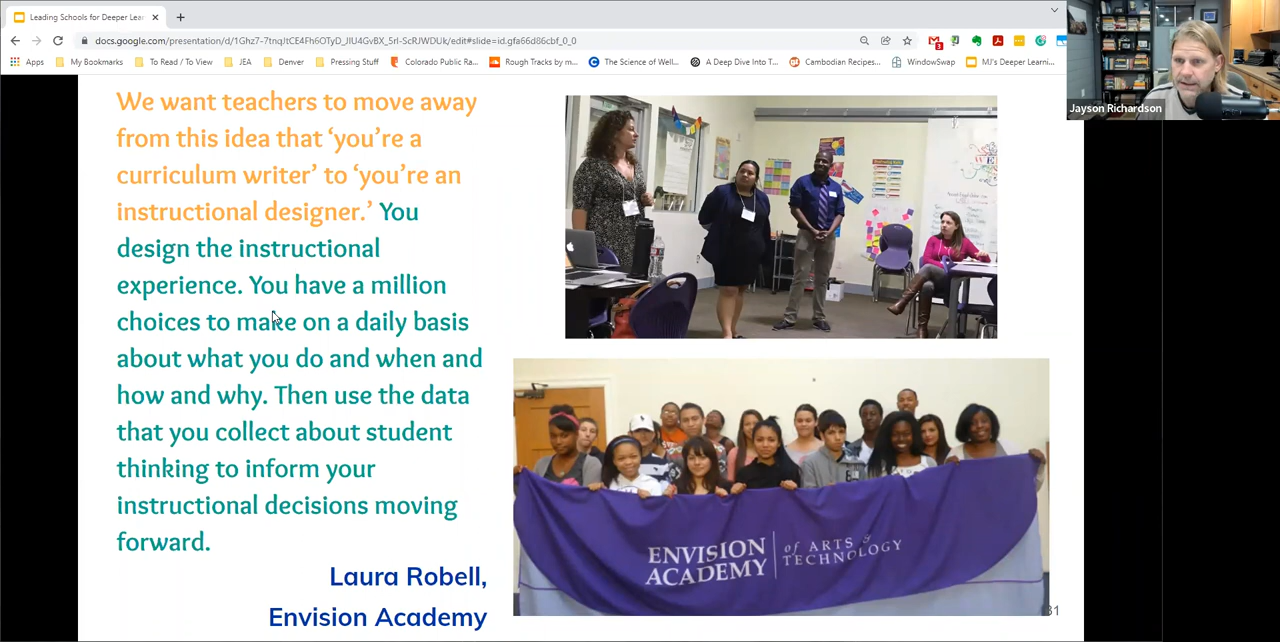 Leading Schools for Deeper Lea
docs.google.com/presentation/d/1Ghz7-7tnqJtCE4Fh6OTyD_JIU4GvBX_5rI-ScRJWDUk/edit#slide=id.gfa66d86cbf_0_0
Apps My Bookmarks To Read / To View JEA Denver Pressing Stuff Colorado Public Ra... Rough Tracks by m... The Science of Well... A Deep Dive Into T... Cambodian Recipes... WindowSwap MJ's Deeper Learni...
Jayson Richardson
We want teachers to move away
from this idea that ‘you’re a
curriculum writer’ to ‘you’re an
instructional designer.’ You
design the instructional
experience. You have a million
choices to make on a daily basis
about what you do and when and
how and why. Then use the data
that you collect about student
thinking to inform your
instructional decisions moving
forward.
Laura Robell,
Envision Academy
ENVISION
ACADEMY
of ARTS &
TECHNOLOGY
31